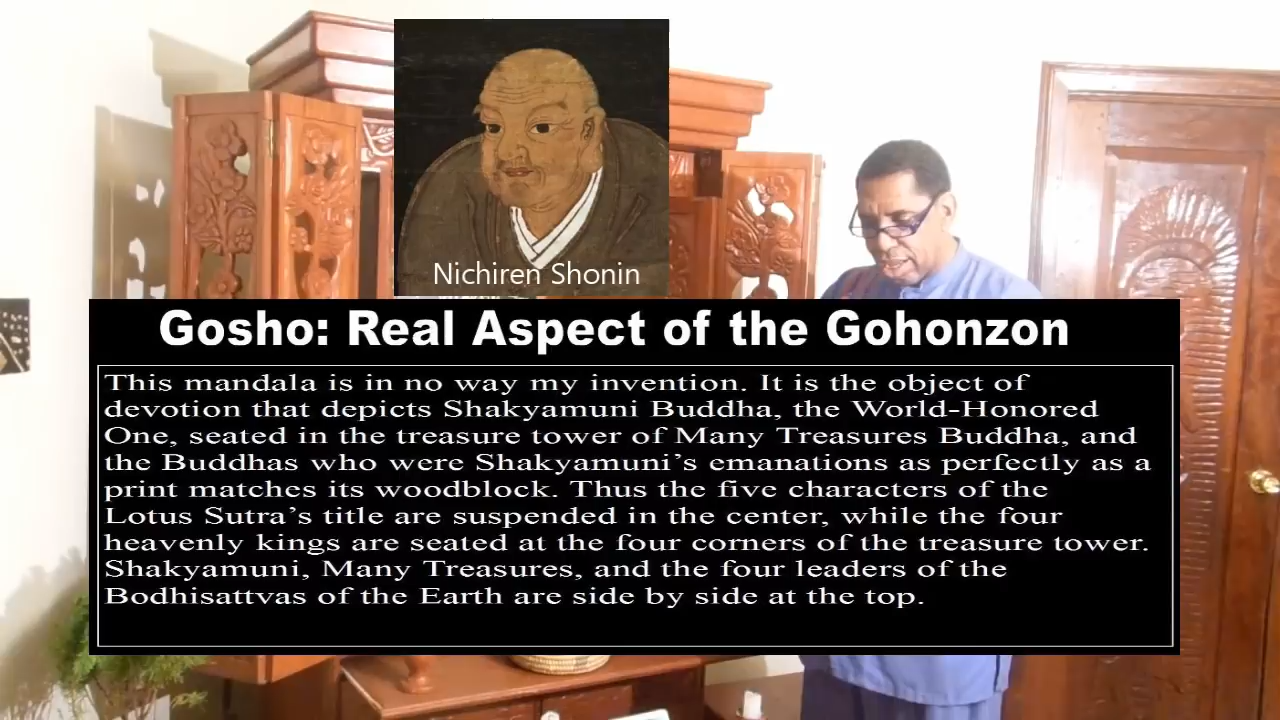 Nichiren Shonin
Gosho: Real Aspect of the Gohonzon
This mandala is in no way my invention. It is the object of
devotion that depicts Shakyamuni Buddha, the World-Honored
One, seated in the treasure tower of Many Treasures Buddha, and
the Buddhas who were Shakyamuni’s emanations as perfectly as a
print matches its woodblock. Thus the five characters of the
Lotus Sutra’s title are suspended in the center, while the four
heavenly kings are seated at the four corners of the treasure tower.
Shakyamuni, Many Treasures, and the four leaders of the
Bodhisattvas of the Earth are side by side at the top.